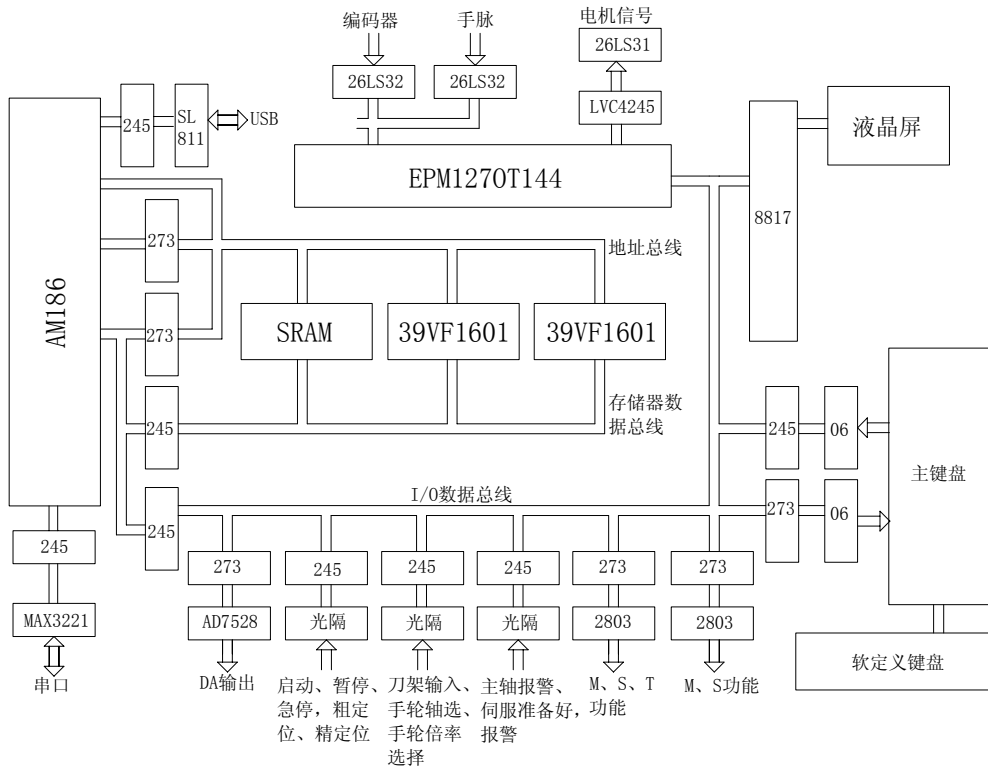 编码器
手脉
电机信号
26LS31
26LS32
26LS32
LVC4245
245
SL
811
USB
液晶屏
EPM1270T144
8817
AM186
273
地址总线
273
SRAM
39VF1601
39VF1601
245
存储器数
据总线
245
06
主键盘
I/O数据总线
245
273
06
245
273
245
245
245
273
273
MAX3221
AD7528
光隔
光隔
光隔
2803
2803
软定义键盘
串口
DA输出
启动、暂停、
急停，粗定
位、精定位
刀架输入、
手轮轴选、
手轮倍率
选择
主轴报警、
伺服准备好，
报警
M、S、T
功能
M、S功能